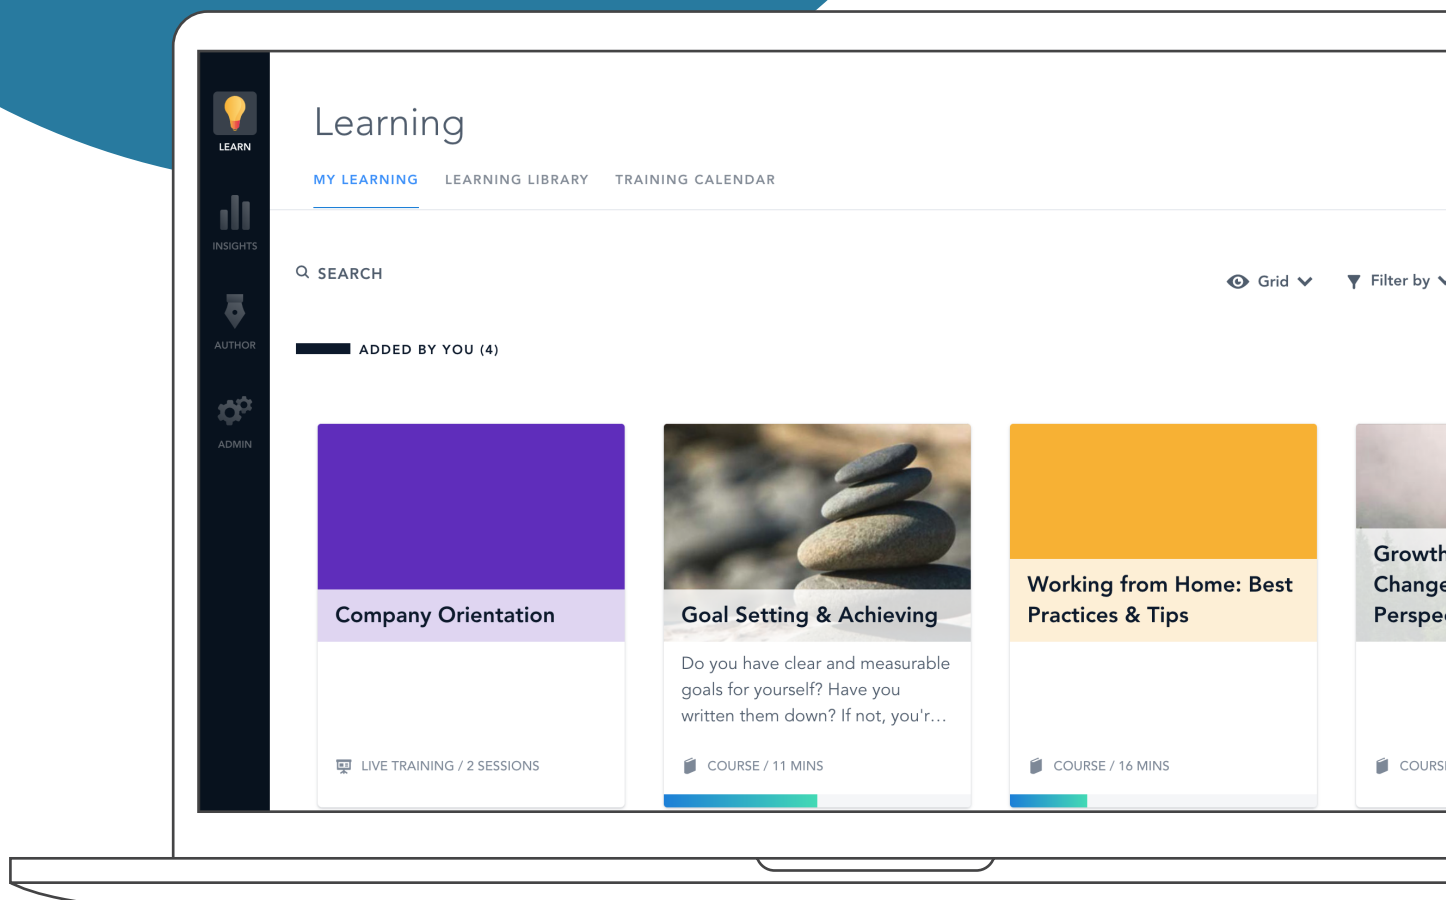 LEARN
INSIGHTS
AUTHOR
ADMIN
Learning
MY LEARNING LEARNING LIBRARY TRAINING CALENDAR
SEARCH
Grid
Filter by
ADDED BY YOU (4)
Company Orientation
LIVE TRAINING / 2 SESSIONS
Goal Setting & Achieving
Do you have clear and measurable
goals for yourself? Have you
written them down? If not, you'r...
COURSE / 11 MINS
Working from Home: Best
Practices & Tips
COURSE / 16 MINS
Growth
Change